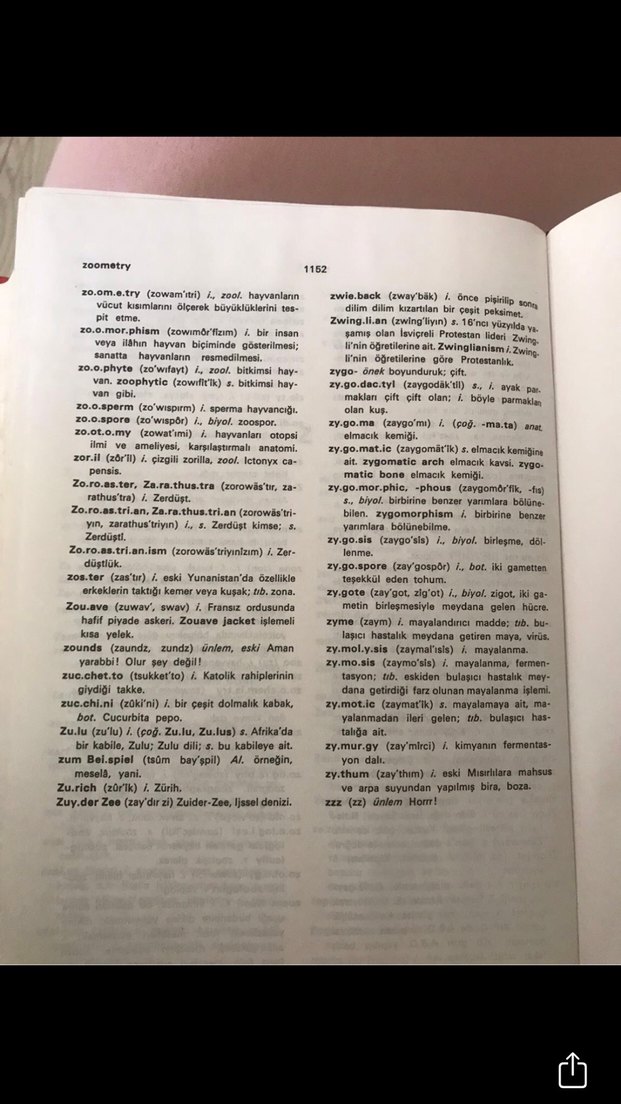 zoometry
1152
zo.om.e.try (zowam'ıtri) i., zool. hayvanların
vücut kısımlarını ölçerek büyüklüklerini tes-
pit etme.
zo.o.mor.phism (zowımôr'fîzım) i. bir insan
veya ilâhın hayvan biçiminde gösterilmesi;
sanatta hayvanların resmedilmesi.
zo.o.phyte (zo'wıfayt) i., zool. bitkimsi hay-
van. zoophytic (zowıfît'îk) s. bitkimsi hay-
van gibi.
zo.o.sperm (zo'wıspırm) i. sperma hayvancığı.
zo.o.spore (zo'wıspôr) i., biyol. zoospor.
zo.ot.o.my (zowat'ımi) i. hayvanları otopsi
ilmi ve ameliyesi, karşılaştırmalı anatomi.
zor.il (zôr'îl) i. çizgili zorilla, zool. Ictonyx ca-
pensis.
Zo.ro.as.ter, Za.ra.thus.tra (zorowäs'tır, za-
rathus'tra) i. Zerdüşt.
Zo.ro.as.tri.an, Za.ra.thus.tri.an (zorowäs'tri-
yın, zarathus'triyın) i., s. Zerdüşt kimse; s.
Zerdüştî.
Zo.ro.as.tri.an.ism (zorowäs'triyınîzım) i. Zer-
düştlük.
zos.ter (zas'tır) i. eski Yunanistan'da özellikle
erkeklerin taktığı kemer veya kuşak; tıb. zona.
Zou.ave (zuwav', swav) i. Fransız ordusunda
hafif piyade askeri. Zouave jacket işlemeli
kısa yelek.
zounds (zaundz, zundz) ünlem, eski Aman
yarabbi! Olur şey değil!
zuc.chet.to (tsukket'to) i. Katolik rahiplerinin
giydiği takke.
zuc.chi.ni (zûki'ni) i. bir çeşit dolmalık kabak,
bot. Cucurbita pepo.
Zu.lu (zu'lu) i. (çoğ. Zu.lu, Zu.lus) s. Afrika'da
bir kabile, Zulu; Zulu dili; s. bu kabileye ait.
zum Bei.spiel (tsûm bay'şpil) Al. örneğin,
meselâ, yani.
Zu.rich (zûr'îk) i. Zürih.
Zuy.der Zee (zay'dır zi) Zuider-Zee, Ijssel denizi.
zwie.back (zway'bäk) i. önce pişirilip sonra
dilim dilim kızartılan bir çeşit peksimet.
Zwing.li.an (zwîng'liyın) s. 16'ncı yüzyılda ya-
şamış olan İsviçreli Protestan lideri Zwing-
li'nin öğretilerine ait. Zwinglianism i. Zwing-
li'nin öğretilerine göre Protestanlık.
zygo- önek boyunduruk; çift.
zy.go.dac.tyl (zaygodäk'tîl) s., i. ayak par-
makları çift çift olan; i. böyle parmakları
olan kuş.
zy.go.ma (zaygo'mı) i. (çoğ. -ma.ta) anat.
elmacık kemiği.
zy.go.mat.ic (zaygomät'îk) s. elmacık kemiğine
ait. zygomatic arch elmacık kavsi. zygo-
matic bone elmacık kemiği.
zy.go.mor.phic, -phous (zaygomôr'fîk, -fıs)
s., biyol. birbirine benzer yarımlara bölüne-
bilen. zygomorphism i. birbirine benzer
yarımlara bölünebilme.
zy.go.sis (zaygo'sîs) i., biyol. birleşme, döl-
lenme.
zy.go.spore (zay'gospôr) i., bot. iki gametten
teşekkül eden tohum.
zy.gote (zay'got, zîg'ot) i., biyol. zigot, iki ga-
metin birleşmesiyle meydana gelen hücre.
zyme (zaym) i. mayalandırıcı madde; tıb. bu-
laşıcı hastalık meydana getiren maya, virüs.
zy.mol.y.sis (zaymal'ısîs) i. mayalanma.
zy.mo.sis (zaymo'sîs) i. mayalanma, fermen-
tasyon; tıb. eskiden bulaşıcı hastalık mey-
dana getirdiği farz olunan mayalanma işlemi.
zy.mot.ic (zaymat'îk) s. mayalamaya ait, ma-
yalanmadan ileri gelen; tıb. bulaşıcı has-
talığa ait.
zy.mur.gy (zay'mîrci) i. kimyanın fermentas-
yon dalı.
zy.thum (zay'thım) i. eski Mısırlılara mahsus
ve arpa suyundan yapılmış bira, boza.
zzz (zz) ünlem Horrr!